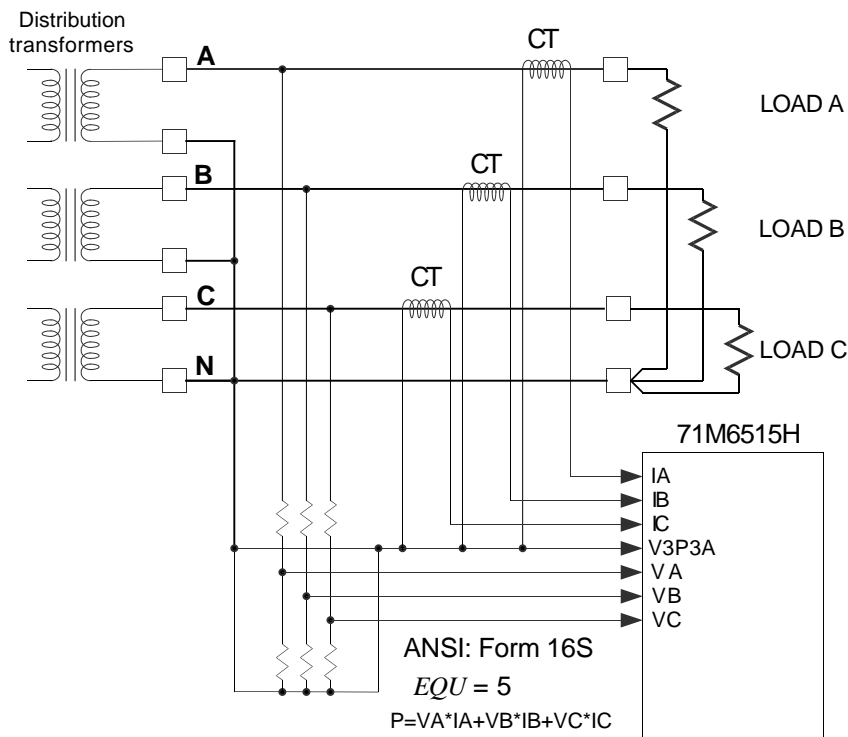 Distribution
transformers
A
CT
LOAD A
B
CT
LOAD B
C
CT
N
LOAD C
71M6515H
IA
IB
IC
V3P3A
VA
VB
VC
ANSI: Form 16S
EQU = 5
P=VA*IA+VB*IB+VC*IC